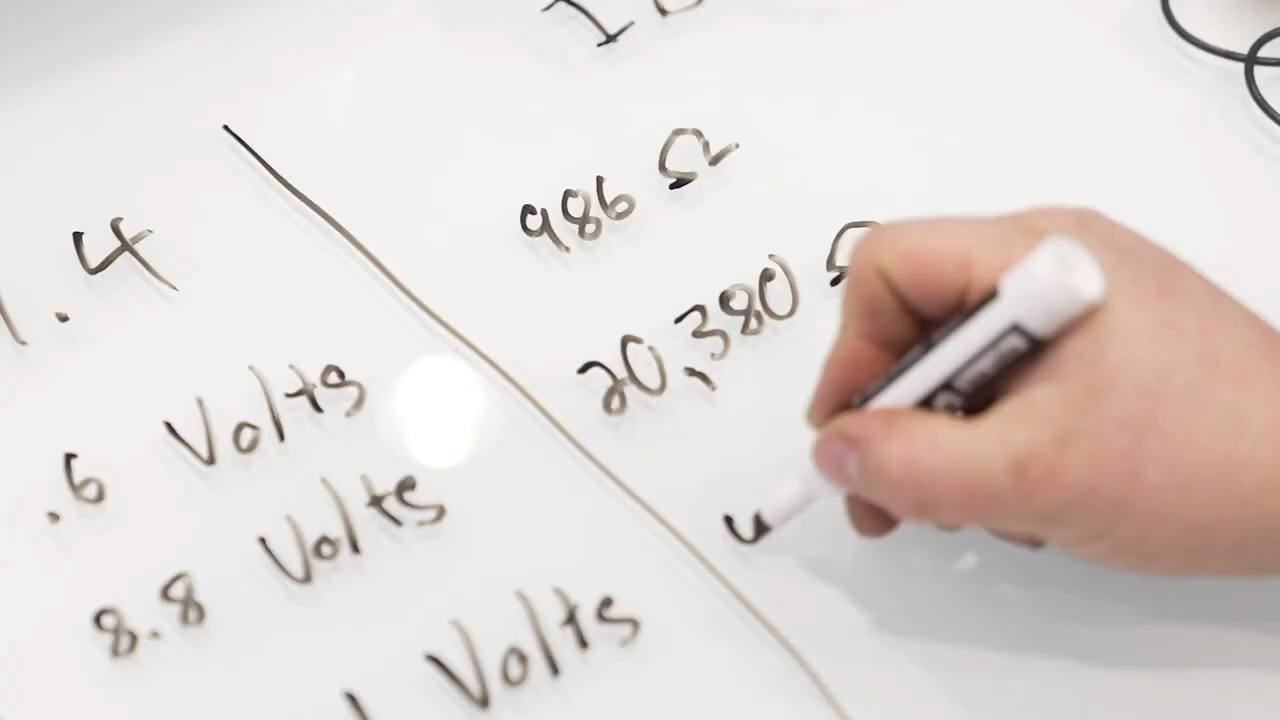 .4
.6 Volts
8.8 Volts
Volts
986 Ω
20,380 Ω